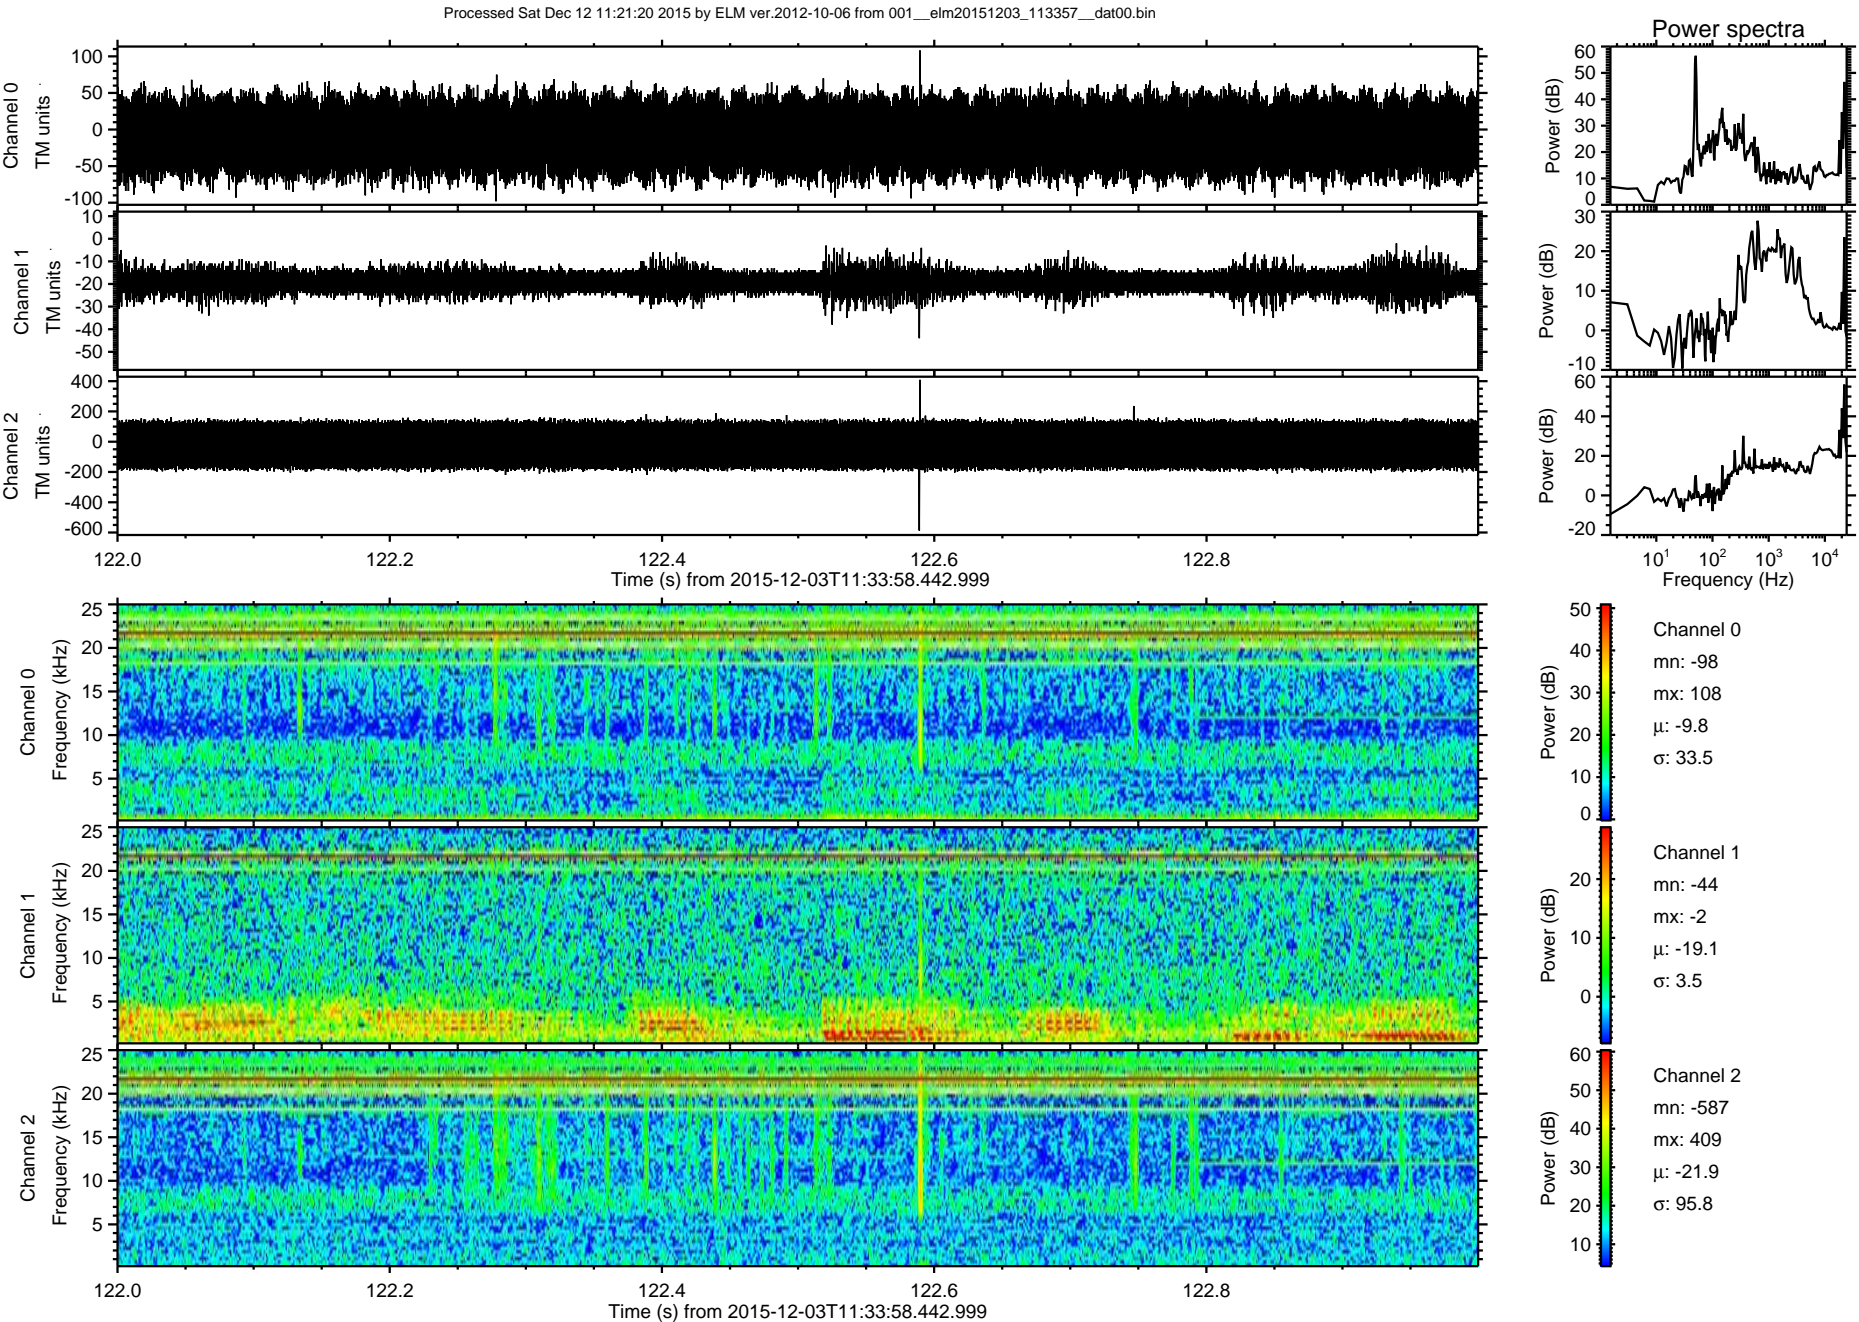 Processed Sat Dec 12 11:21:20 2015 by ELM ver.2012-10-06 from 001__elm20151203_113357__dat00.bin
Power spectra
Channel 0
TM units
100
50
0
-50
-100
Power (dB)
60
50
40
30
20
10
0
Channel 1
TM units
10
0
-10
-20
-30
-40
-50
Power (dB)
30
20
10
0
-10
Channel 2
TM units
400
200
0
-200
-400
-600
Power (dB)
60
40
20
0
-20
122.0
122.2
122.4
122.6
122.8
Time (s) from 2015-12-03T11:33:58.442.999
10¹
10²
10³
10⁴
Frequency (Hz)
Channel 0
Frequency (kHz)
25
20
15
10
5
Power (dB)
50
40
30
20
10
0
Channel 0
mn: -98
mx: 108
μ: -9.8
σ: 33.5
Channel 1
Frequency (kHz)
25
20
15
10
5
Power (dB)
20
10
0
Channel 1
mn: -44
mx: -2
μ: -19.1
σ: 3.5
Channel 2
Frequency (kHz)
25
20
15
10
5
Power (dB)
60
50
40
30
20
10
Channel 2
mn: -587
mx: 409
μ: -21.9
σ: 95.8
122.0
122.2
122.4
122.6
122.8
Time (s) from 2015-12-03T11:33:58.442.999